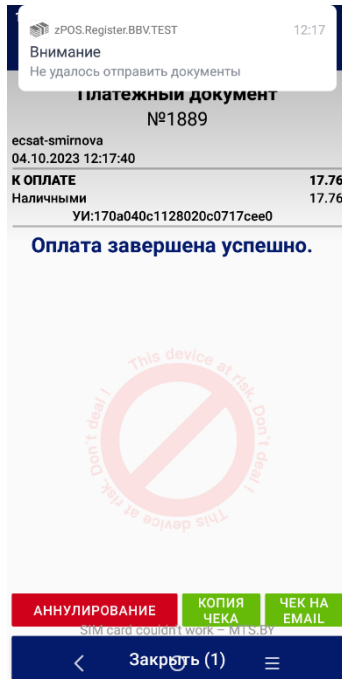 zPOS.Register.BBV.TEST 12:17
Внимание
Не удалось отправить документы
Платежный документ
№1889
ecsat-smirnova
04.10.2023 12:17:40
К ОПЛАТЕ 17.76
Наличными 17.76
УИ:170a040c1128020c0717cee0
Оплата завершена успешно.
This device at risk. Don't deal !
This device at risk. Don't deal !
АННУЛИРОВАНИЕ
КОПИЯ
ЧЕКА
ЧЕК НА
EMAIL
SIM card couldn't work – MTS.BY
Закрыть (1)